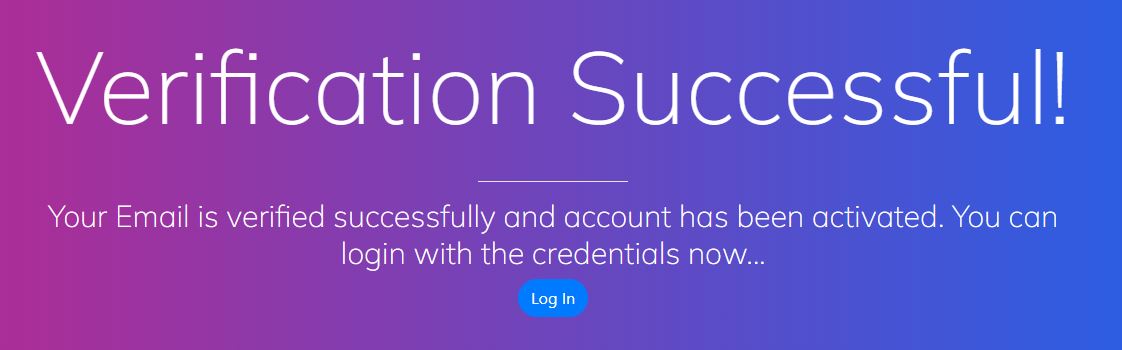 Verification Successful!
Your Email is verified successfully and account has been activated. You can
login with the credentials now...
Log In